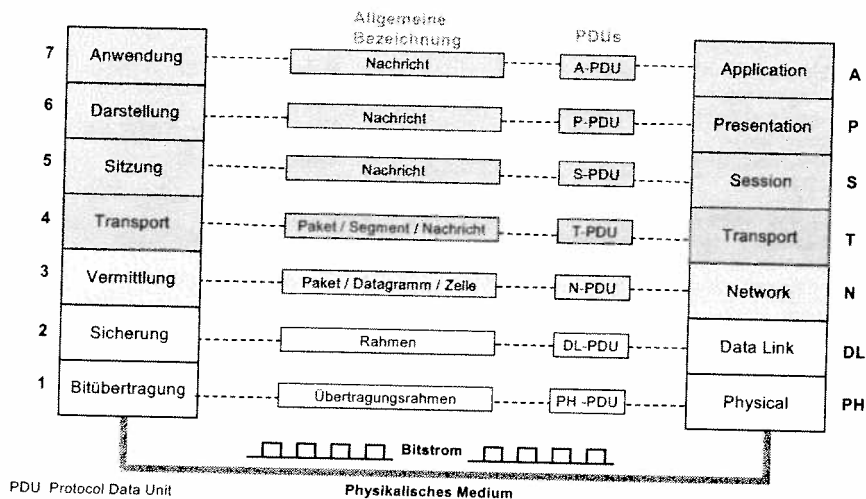 Allgemeine
Bezeichnung PDUs
7 Anwendung Nachricht A-PDU Application A
6 Darstellung Nachricht P-PDU Presentation P
5 Sitzung Nachricht S-PDU Session S
4 Transport Paket / Segment / Nachricht T-PDU Transport T
3 Vermittlung Paket / Datagramm / Zelle N-PDU Network N
2 Sicherung Rahmen DL-PDU Data Link DL
1 Bitübertragung Übertragungsrahmen PH -PDU Physical PH
Bitstrom
PDU Protocol Data Unit Physikalisches Medium